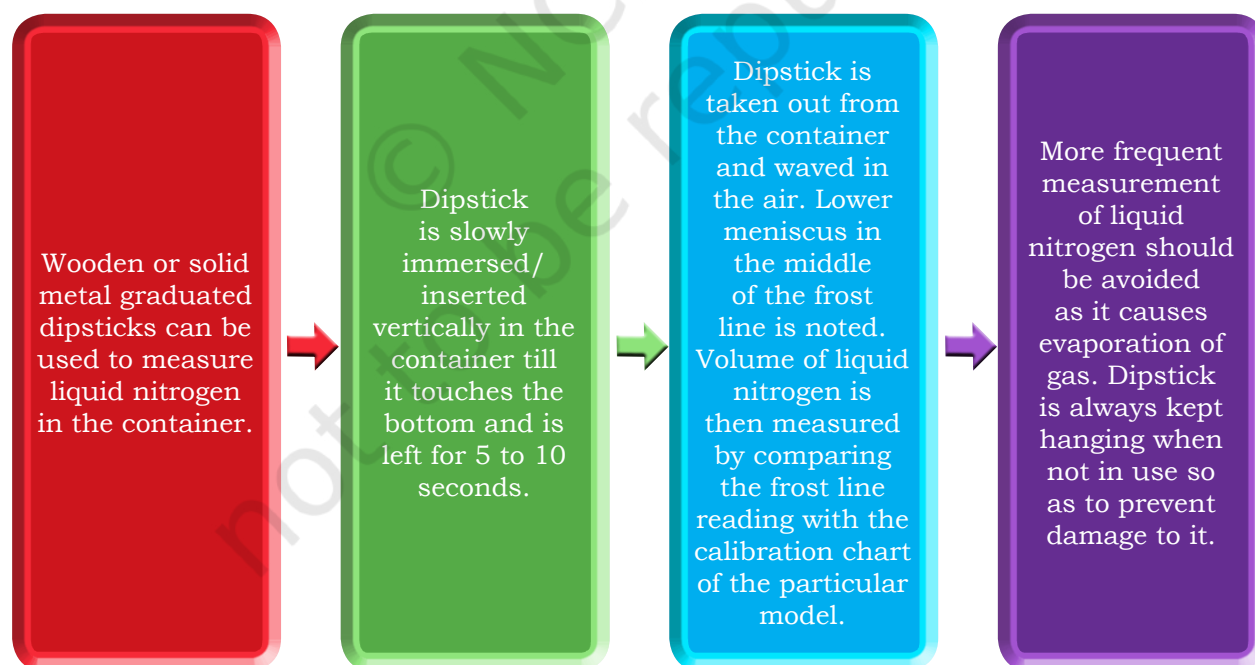 Wooden or solid
metal graduated
dipsticks can be
used to measure
liquid nitrogen
in the container.
Dipstick
is slowly
immersed/
inserted
vertically in the
container till
it touches the
bottom and is
left for 5 to 10
seconds.
Dipstick is
taken out from
the container
and waved in
the air. Lower
meniscus in
the middle
of the frost
line is noted.
Volume of liquid
nitrogen is
then measured
by comparing
the frost line
reading with the
calibration chart
of the particular
model.
More frequent
measurement
of liquid
nitrogen should
be avoided
as it causes
evaporation of
gas. Dipstick
is always kept
hanging when
not in use so
as to prevent
damage to it.
© NC
not to be repu